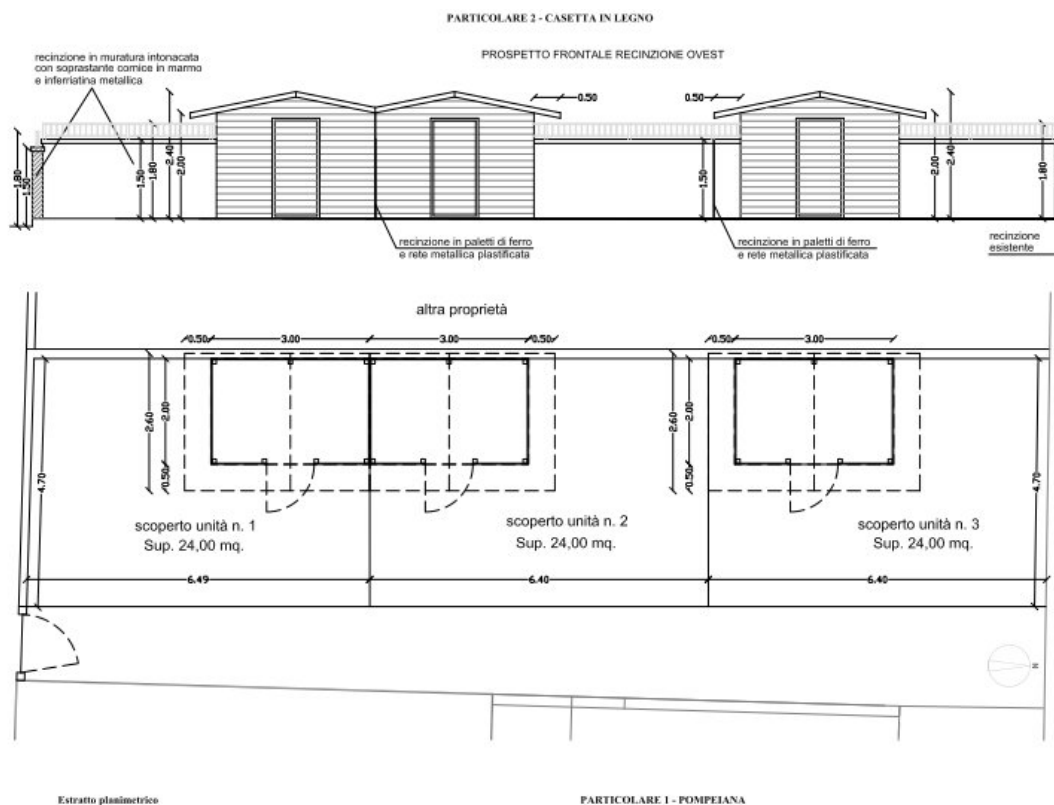 PARTICOLARE 2 - CASETTA IN LEGNO
PROSPETTO FRONTALE RECINZIONE OVEST
recinzione in muratura intonacata
con soprastante cornice in marmo
e inferriatina metallica
0.50
0.50
1.80
1.50
1.50
1.80
2.40
2.00
1.50
2.00
2.40
1.80
recinzione in paletti di ferro
e rete metallica plastificata
recinzione in paletti di ferro
e rete metallica plastificata
recinzione
esistente
altra proprietà
0.50
3.00
3.00
0.50
0.50
3.00
2.60
2.00
0.50
2.60
2.00
0.50
4.70
4.70
scoperto unità n. 1
Sup. 24,00 mq.
scoperto unità n. 2
Sup. 24,00 mq.
scoperto unità n. 3
Sup. 24,00 mq.
6.49
6.40
6.40
N
Estratto planimetrico
PARTICOLARE 1 - POMPEIANA